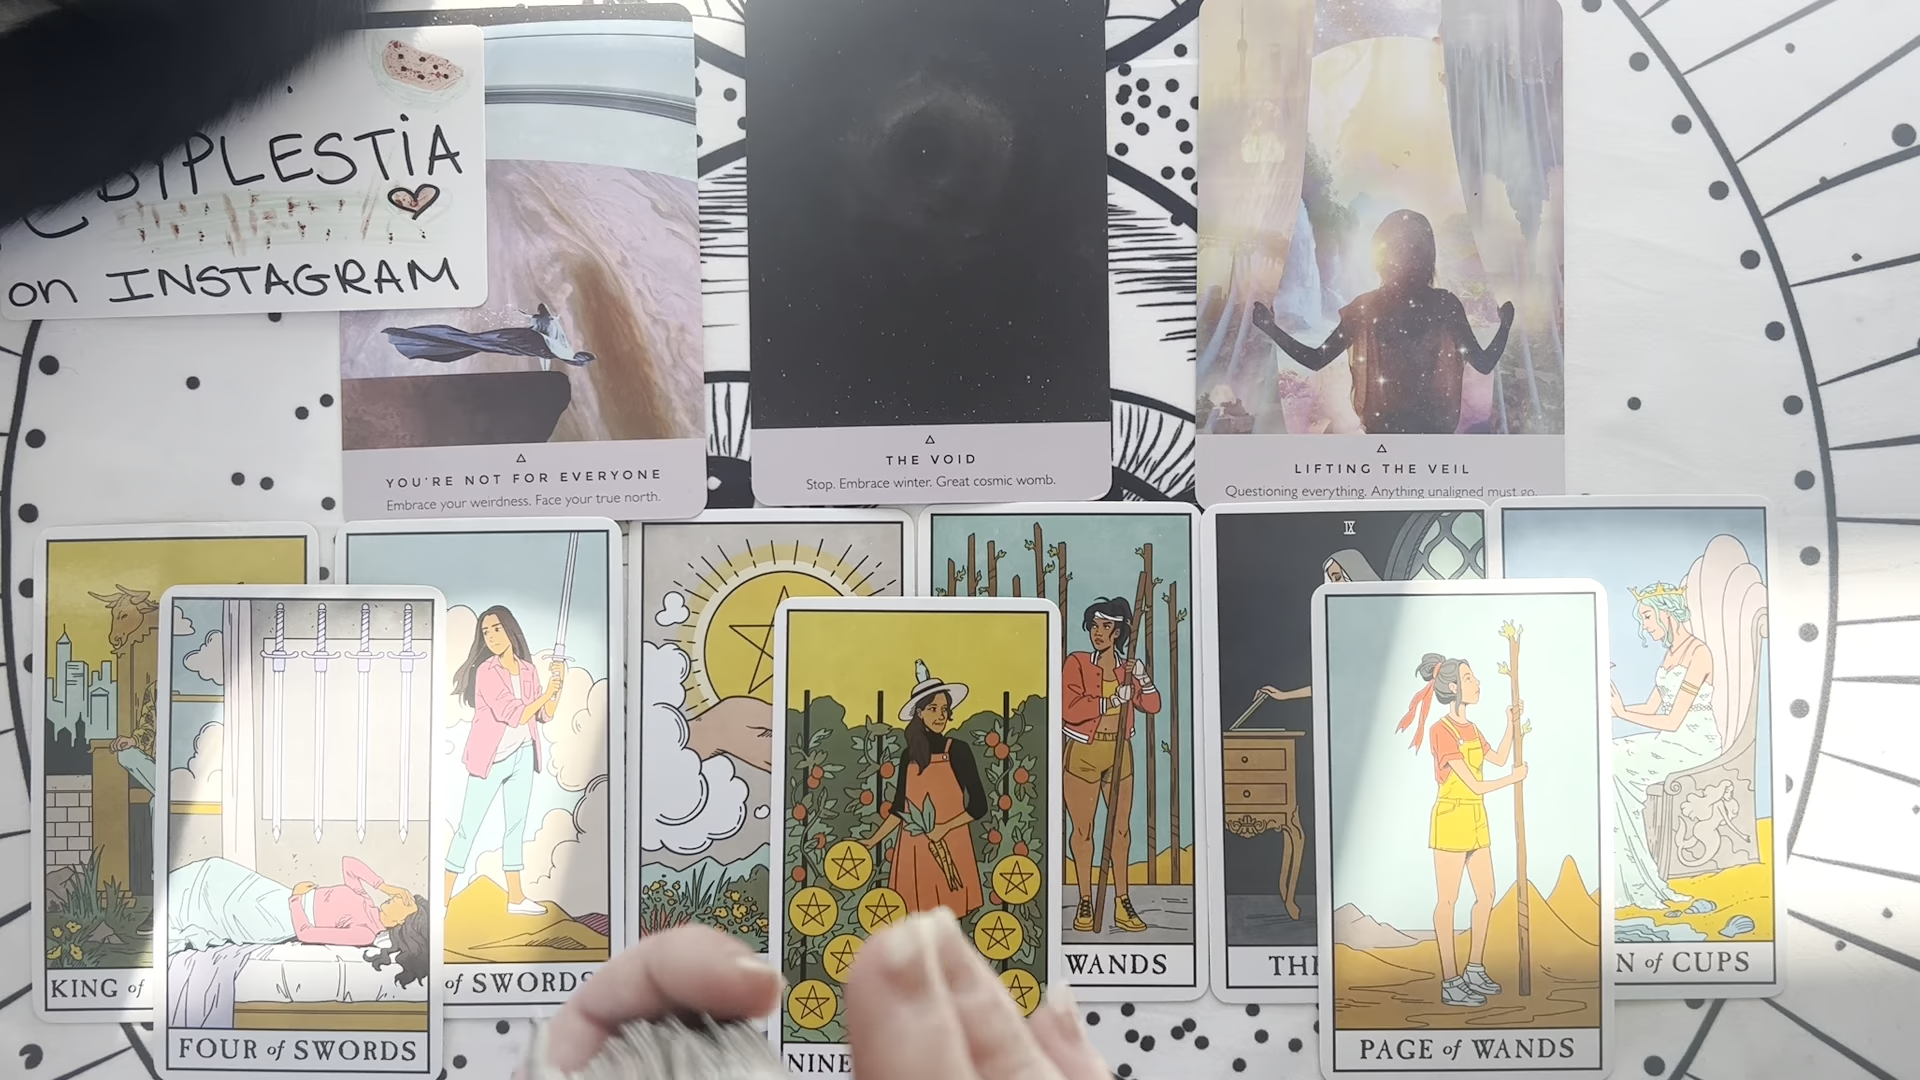 BYPLESTiA
on INSTAGRAM
YOU'RE NOT FOR EVERYONE
Embrace your weirdness. Face your true north.
THE VOID
Stop. Embrace winter. Great cosmic womb.
LIFTING THE VEIL
Questioning everything. Anything unaligned must go.
IX
KING of
of SWORDS
WANDS
TH
N of CUPS
FOUR of SWORDS
NINE
PAGE of WANDS